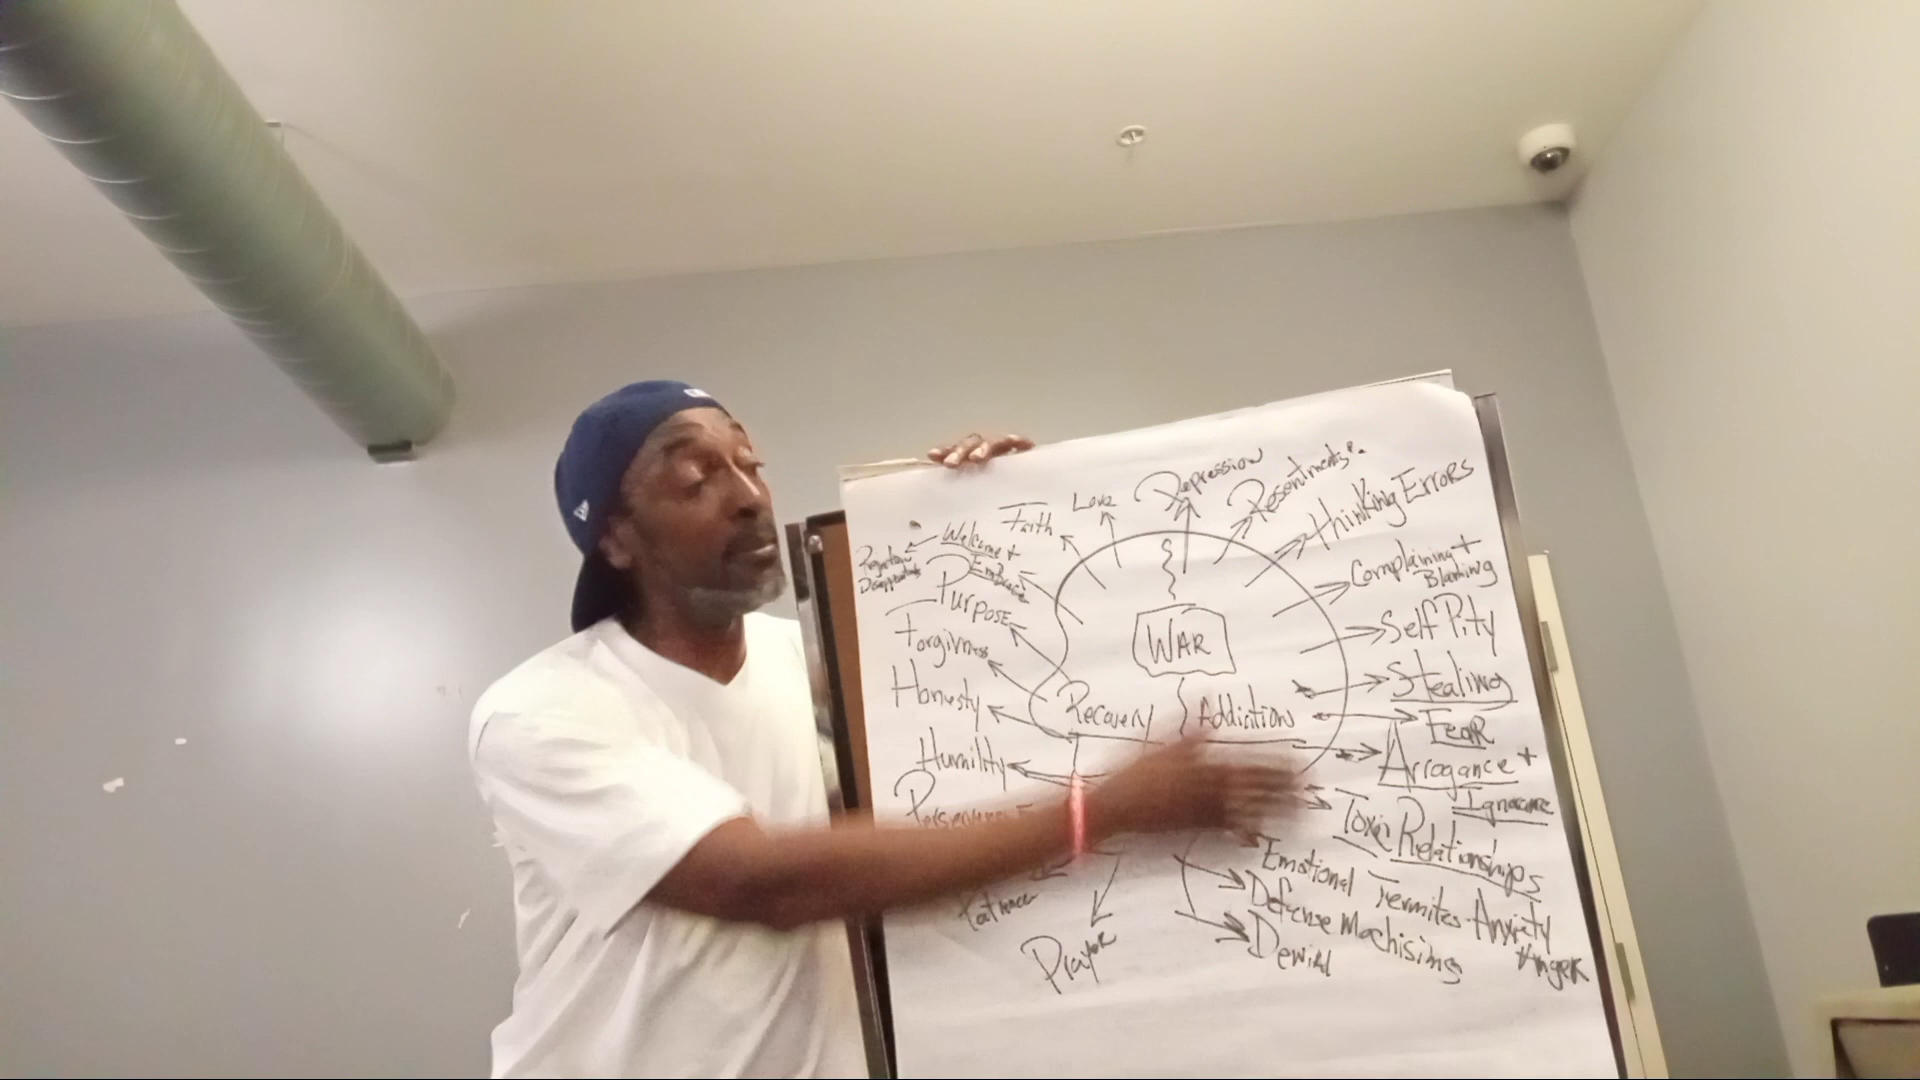 Love
Depression
Resentments
Faith
thinKing ERRORS
Welcome +
Embrace
Rejection
Complaining +
Blaming
Purpose
Self Pity
Forgivness
WAR
Honesty
Stealing
Recovery
Addiction
Fear
Humility
Arrogance +
Ignorance
Toxic Relationships
Emotional Termites Anxiety
Anger
Defense Machisims
Denial
Prayer